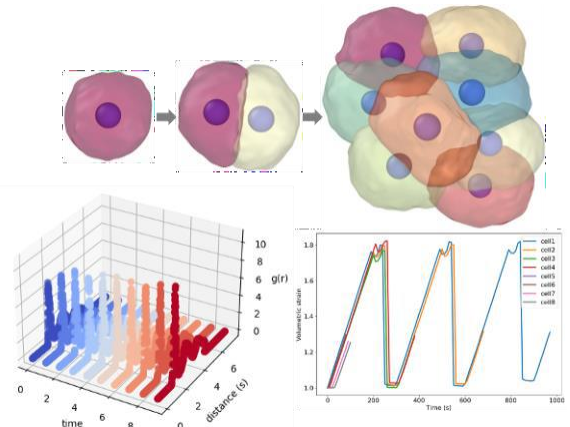 10
8
6
4
2
0
g(r)
0
2
4
6
8
time
0
2
4
6
distance (s)
1.8
1.6
1.4
1.2
1.0
Volumetric strain
0
200
400
600
800
1000
Time (s)
cell1
cell2
cell3
cell4
cell5
cell6
cell7
cell8